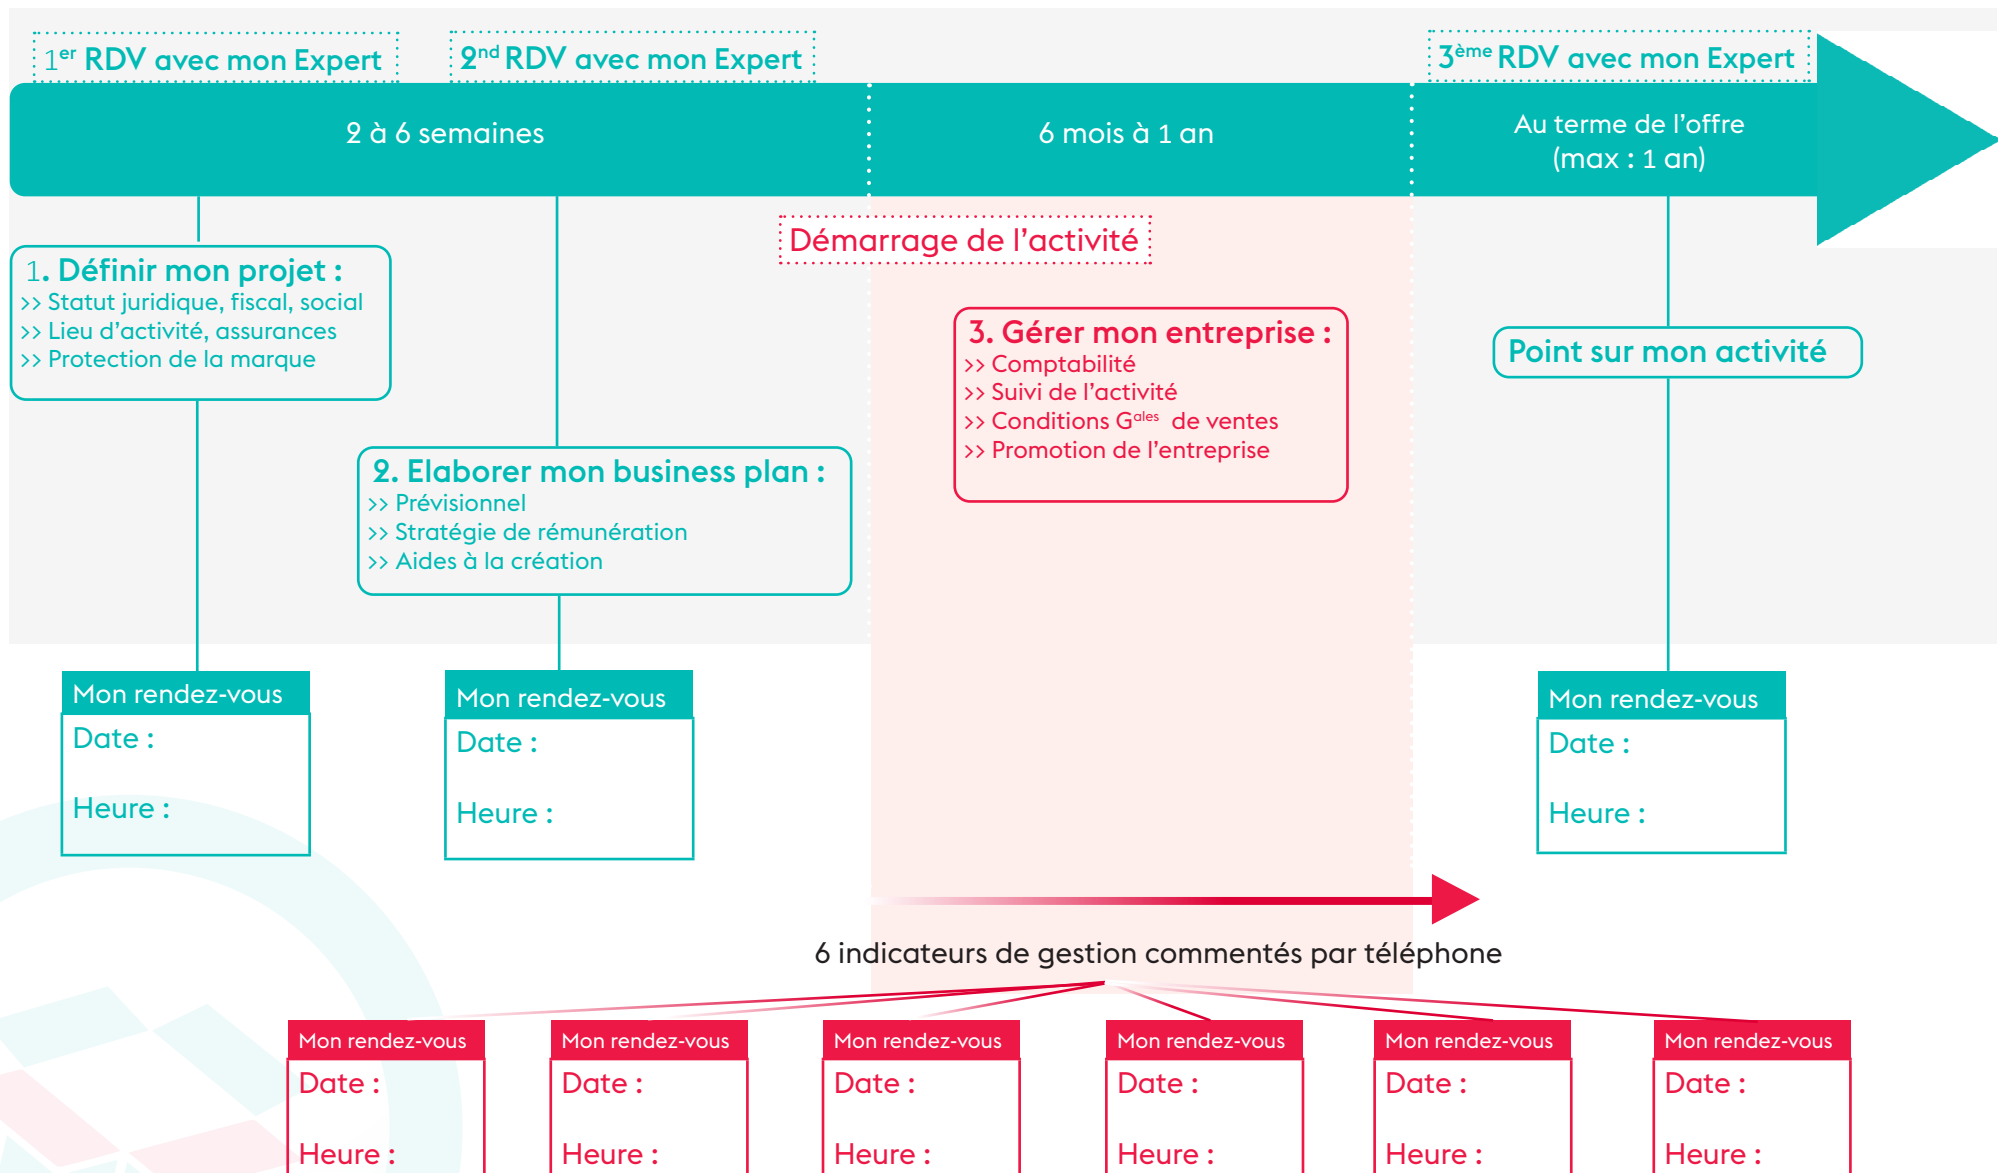 1er RDV avec mon Expert
2nd RDV avec mon Expert
3ème RDV avec mon Expert
2 à 6 semaines
6 mois à 1 an
Au terme de l’offre
(max : 1 an)
Démarrage de l’activité
1. Définir mon projet :
>> Statut juridique, fiscal, social
>> Lieu d’activité, assurances
>> Protection de la marque
2. Elaborer mon business plan :
>> Prévisionnel
>> Stratégie de rémunération
>> Aides à la création
3. Gérer mon entreprise :
>> Comptabilité
>> Suivi de l’activité
>> Conditions Gales de ventes
>> Promotion de l’entreprise
Point sur mon activité
Mon rendez-vous
Date :
Heure :
Mon rendez-vous
Date :
Heure :
Mon rendez-vous
Date :
Heure :
6 indicateurs de gestion commentés par téléphone
Mon rendez-vous
Date :
Heure :
Mon rendez-vous
Date :
Heure :
Mon rendez-vous
Date :
Heure :
Mon rendez-vous
Date :
Heure :
Mon rendez-vous
Date :
Heure :
Mon rendez-vous
Date :
Heure :